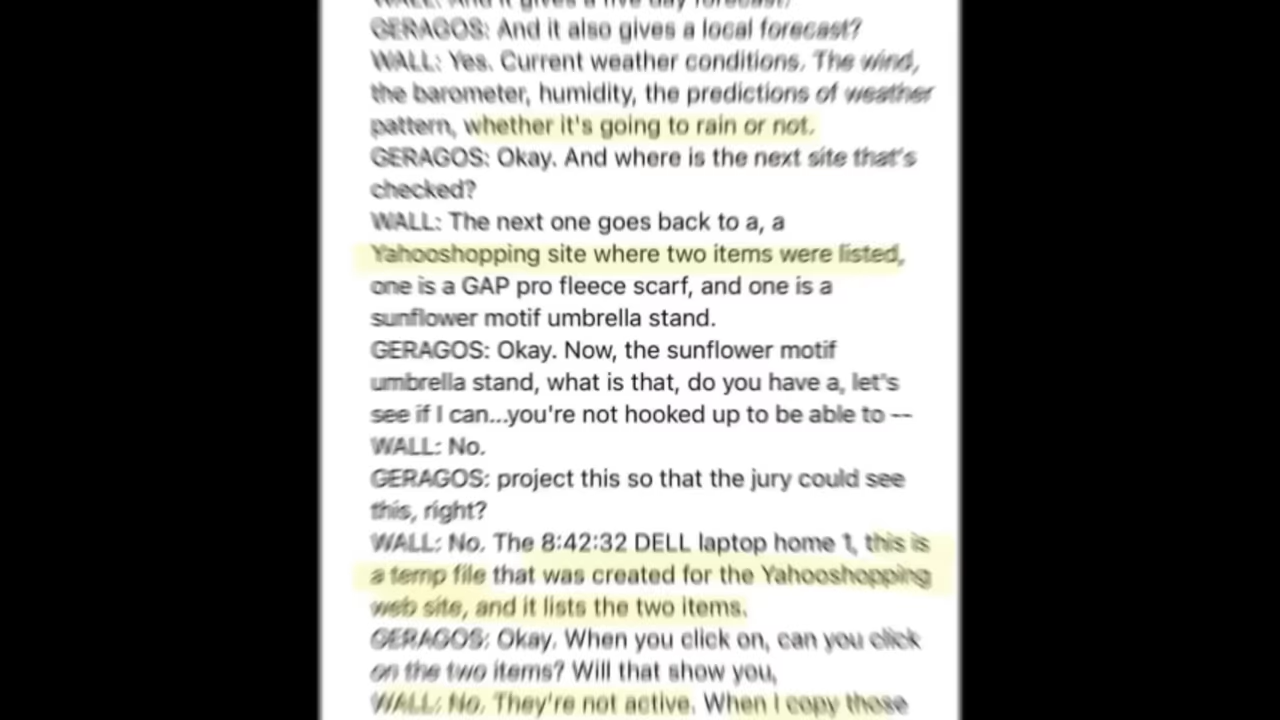 WALL: And it gives a five day forecast.
GERAGOS: And it also gives a local forecast?
WALL: Yes. Current weather conditions. The wind,
the barometer, humidity, the predictions of weather
pattern, whether it's going to rain or not.
GERAGOS: Okay. And where is the next site that's
checked?
WALL: The next one goes back to a, a
Yahooshopping site where two items were listed,
one is a GAP pro fleece scarf, and one is a
sunflower motif umbrella stand.
GERAGOS: Okay. Now, the sunflower motif
umbrella stand, what is that, do you have a, let's
see if I can...you're not hooked up to be able to --
WALL: No.
GERAGOS: project this so that the jury could see
this, right?
WALL: No. The 8:42:32 DELL laptop home 1, this is
a temp file that was created for the Yahooshopping
web site, and it lists the two items.
GERAGOS: Okay. When you click on, can you click
on the two items? Will that show you,
WALL: No. They're not active. When I copy those